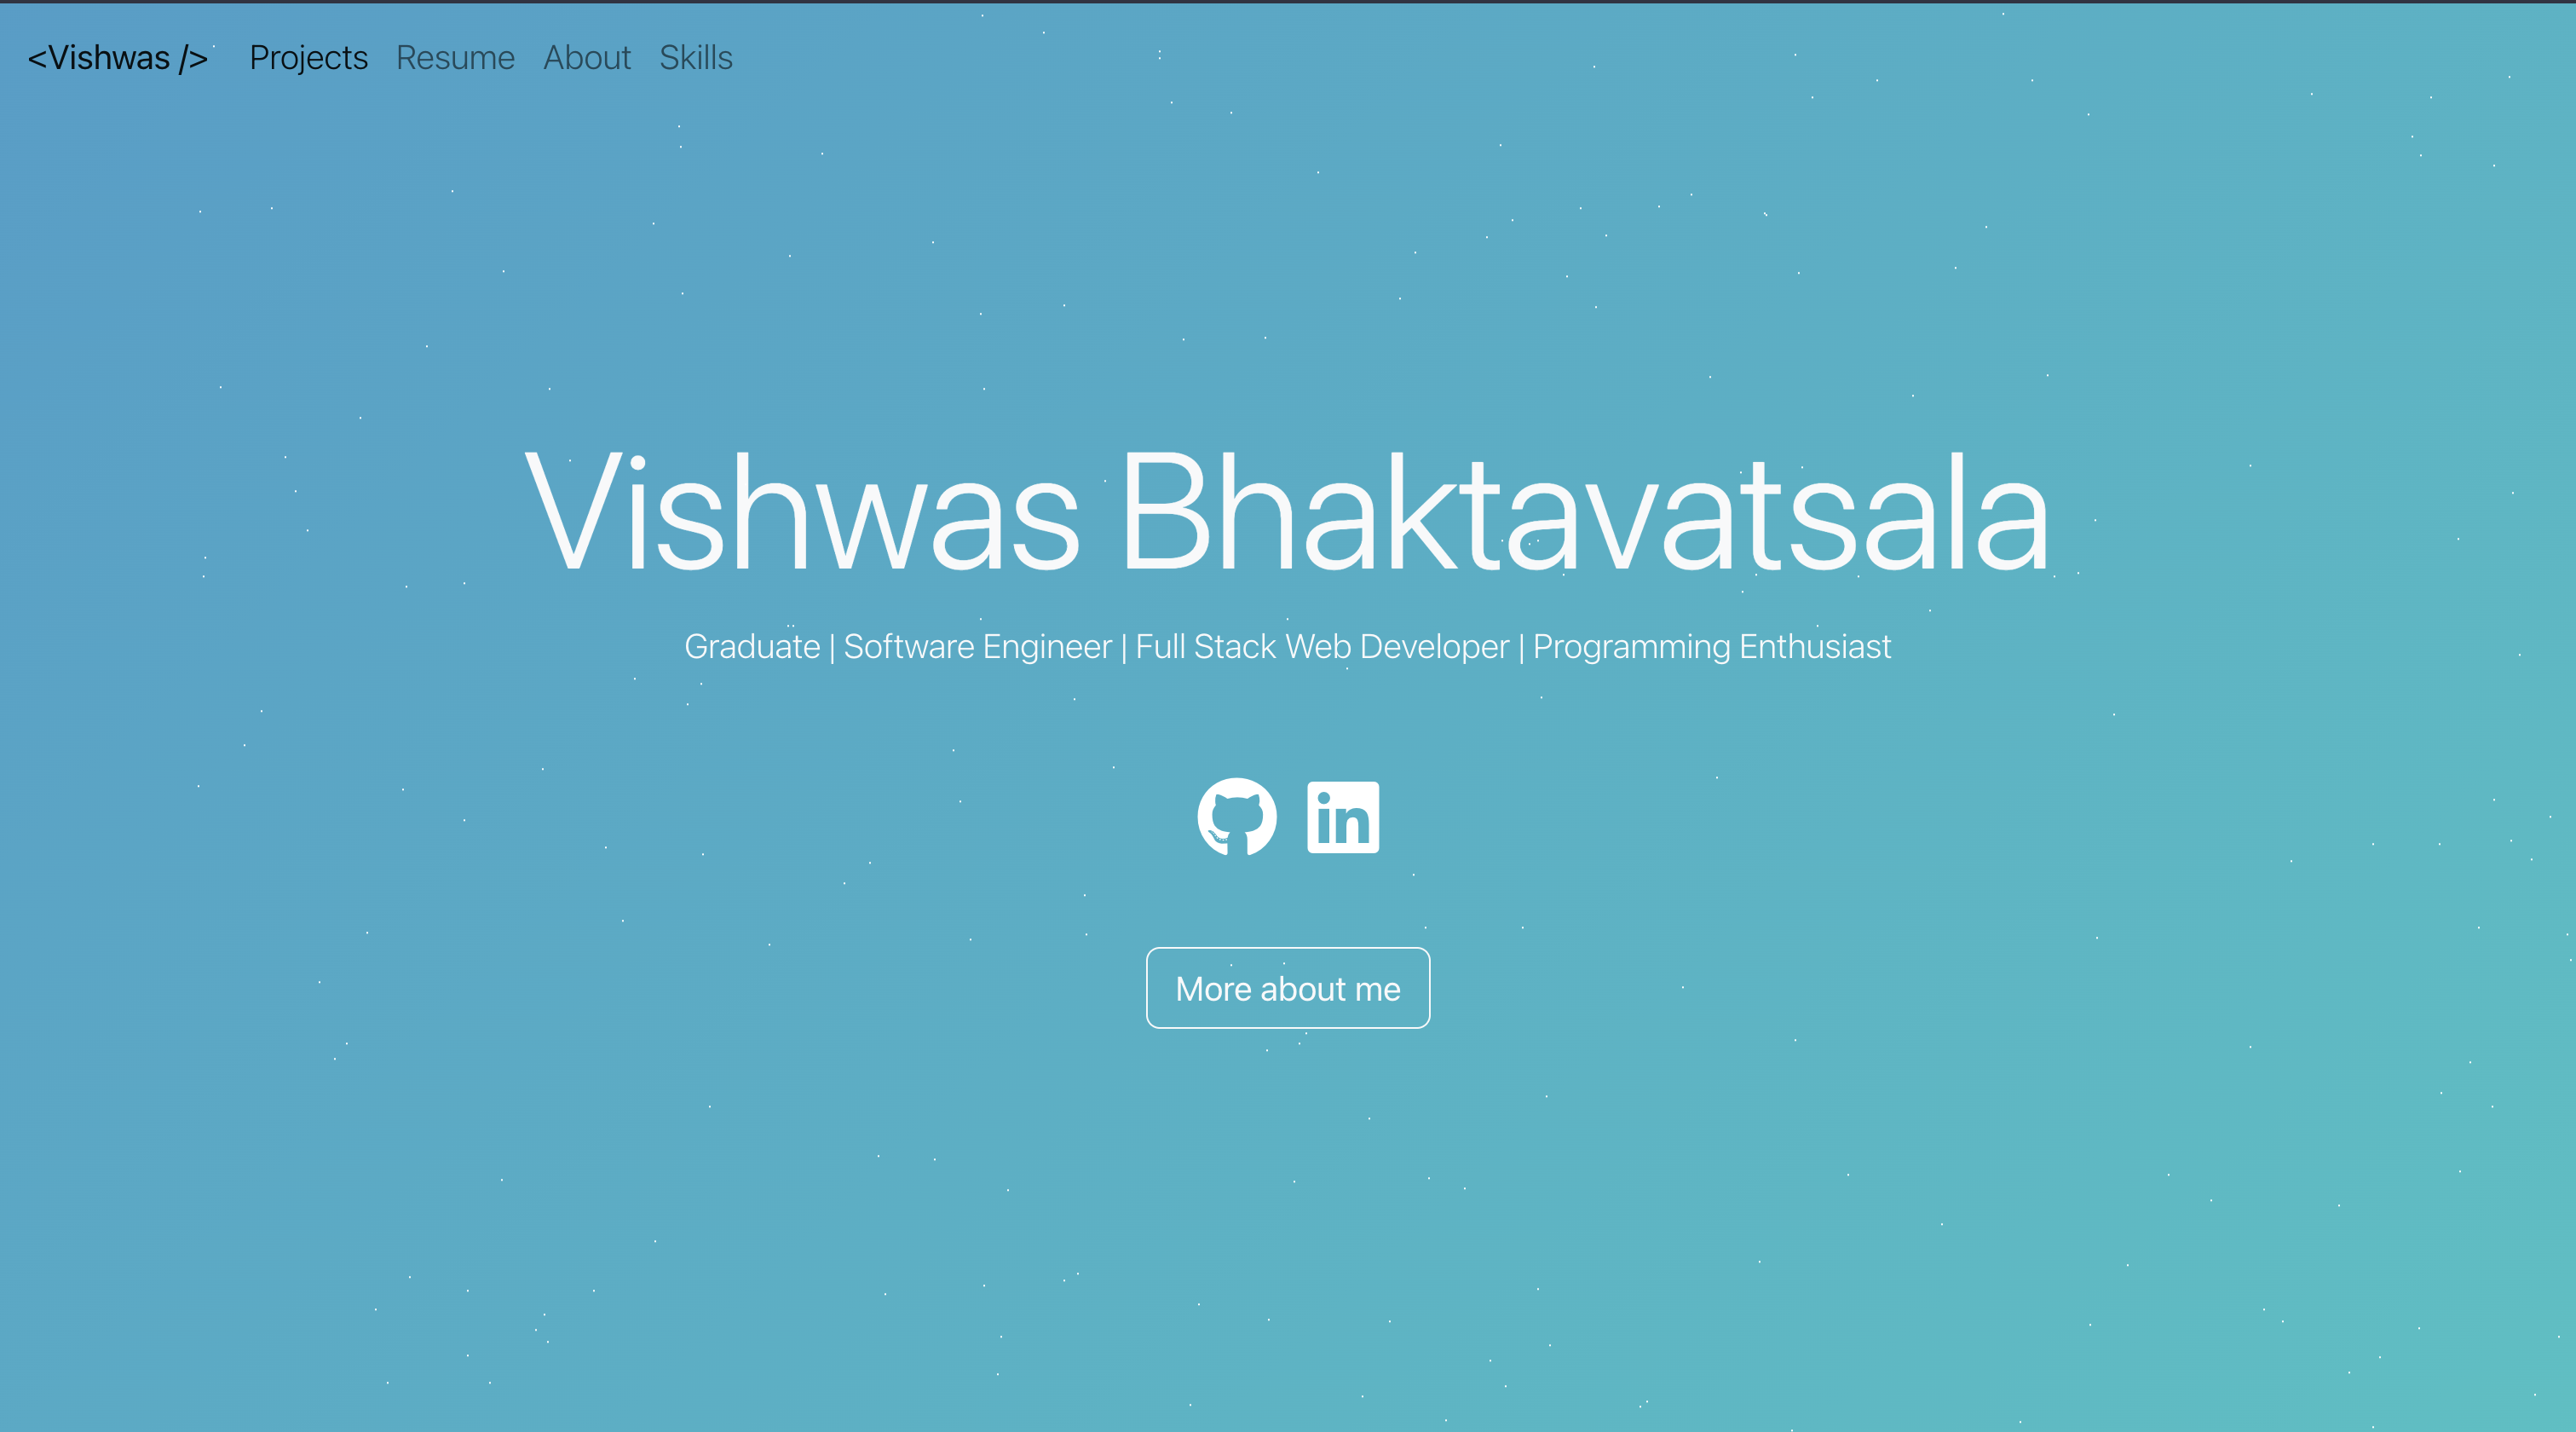 <Vishwas /> Projects Resume About Skills
Vishwas Bhaktavatsala
Graduate | Software Engineer | Full Stack Web Developer | Programming Enthusiast
in
More about me